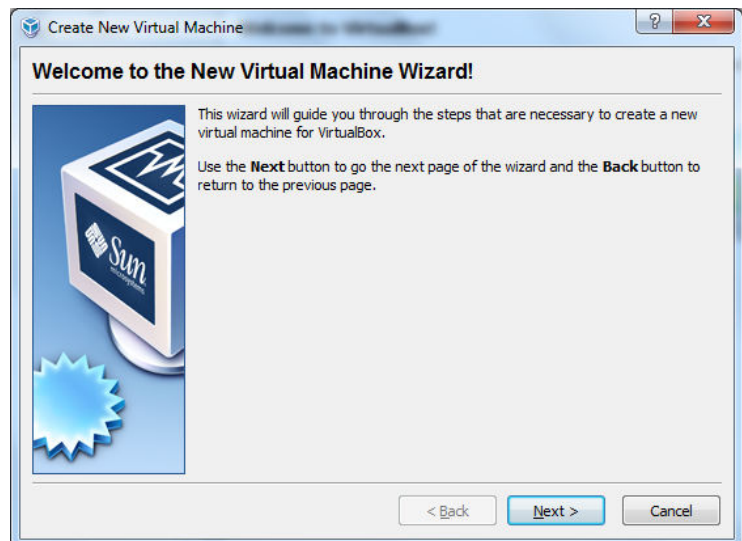 Create New Virtual Machine
Welcome to the New Virtual Machine Wizard!
This wizard will guide you through the steps that are necessary to create a new
virtual machine for VirtualBox.
Use the Next button to go the next page of the wizard and the Back button to
return to the previous page.
Sun
microsystems
< Back
Next >
Cancel